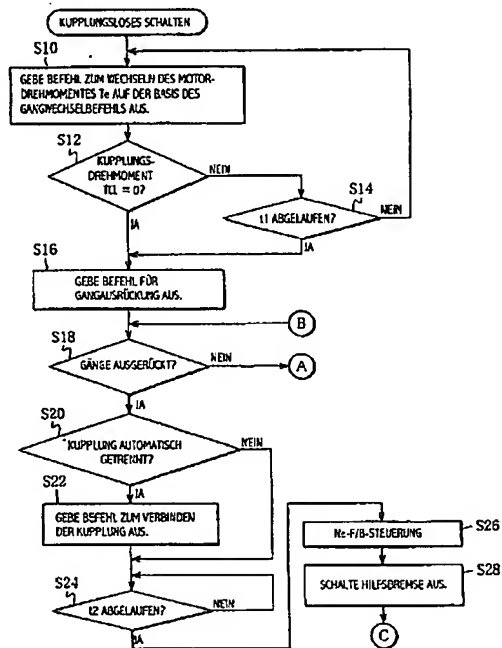 KUPPLUNGSLOSES SCHALTEN
S10
GEBE BEFEHL ZUM WECHSELN DES MOTOR-
DREHMOMENTES Te AUF DER BASIS DES
GANGWECHSELBEFEHLS AUS.
S12
KUPPLUNGS-
DREHMOMENT
TCL = 0?
NEIN
JA
S14
t1 ABGELAUFEN?
NEIN
JA
S16
GEBE BEFEHL FÜR
GANGAUSRÜCKUNG AUS.
B
S18
GÄNGE AUSGERÜCKT?
NEIN
A
JA
S20
KUPPLUNG AUTOMATISCH
GETRENNT?
NEIN
JA
S22
GEBE BEFEHL ZUM VERBINDEN
DER KUPPLUNG AUS.
S24
t2 ABGELAUFEN?
NEIN
JA
Ne-F/B-STEUERUNG
S26
SCHALTE HILFSBREMSE AUS.
S28
C